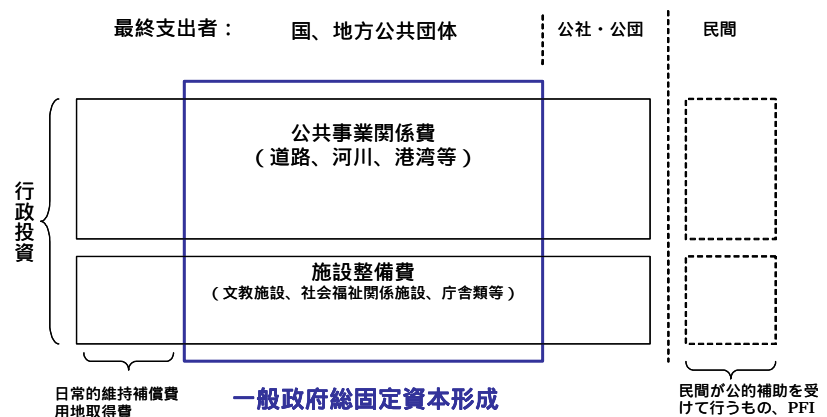 最終支出者： 国、地方公共団体 公社・公団 民間
公共事業関係費
（道路、河川、港湾等）
行政投資
施設整備費
（文教施設、社会福祉関係施設、庁舎類等）
日常的維持補償費
用地取得費
一般政府総固定資本形成
民間が公的補助を受
けて行うもの、PFI